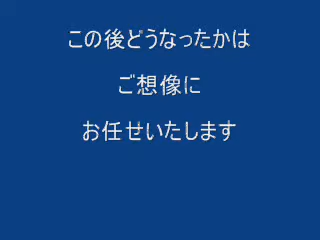 この後どうなったかは
ご想像に
お任せいたします